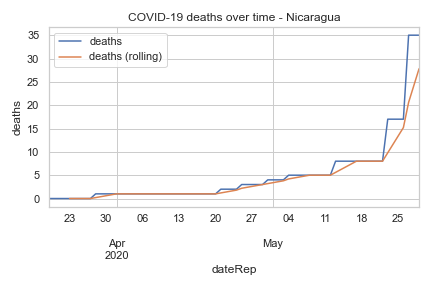 COVID-19 deaths over time - Nicaragua
deaths
deaths (rolling)
deaths
35
30
25
20
15
10
5
0
23 30 06 13 20 27 04 11 18 25
Apr May
2020
dateRep